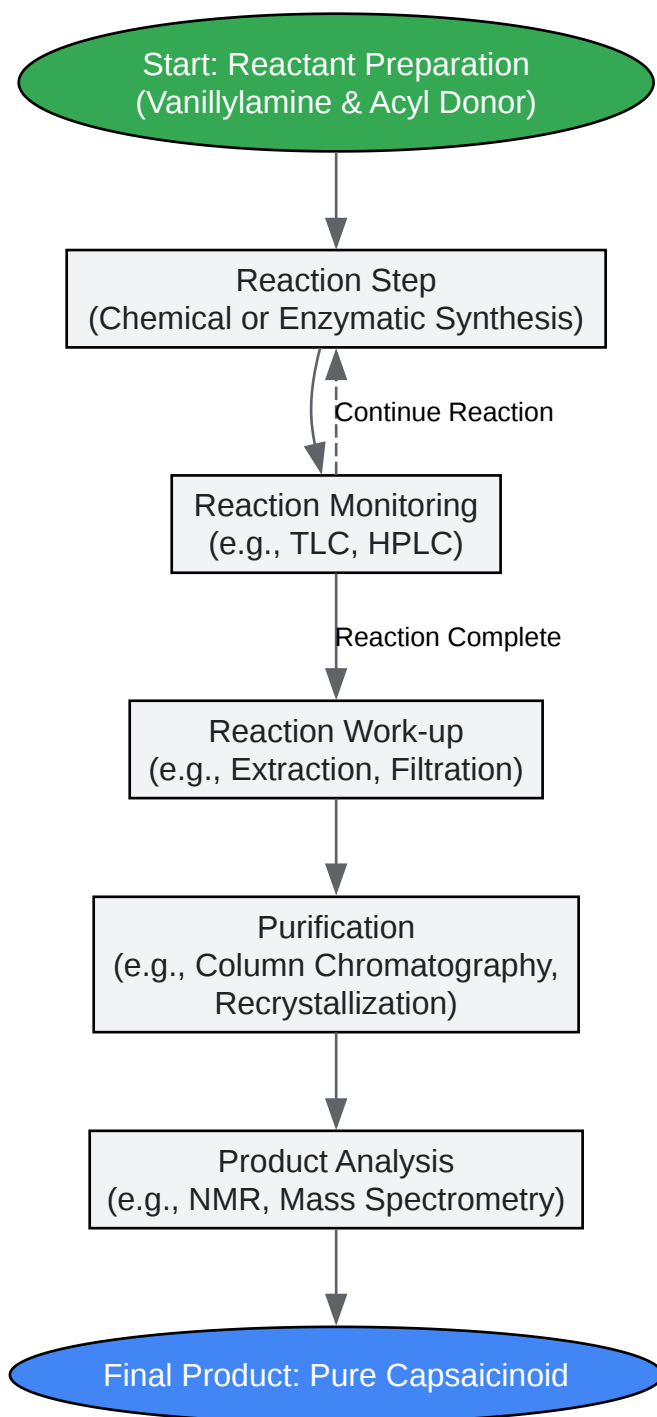 Start: Reactant Preparation
(Vanillylamine & Acyl Donor)
Reaction Step
(Chemical or Enzymatic Synthesis)
Continue Reaction
Reaction Monitoring
(e.g., TLC, HPLC)
Reaction Complete
Reaction Work-up
(e.g., Extraction, Filtration)
Purification
(e.g., Column Chromatography,
Recrystallization)
Product Analysis
(e.g., NMR, Mass Spectrometry)
Final Product: Pure Capsaicinoid